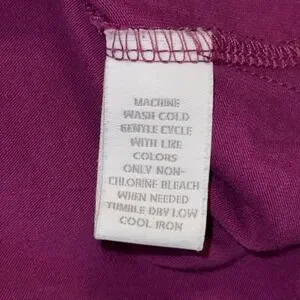 MACHINE
WASH COLD
GENTLE CYCLE
WITH LIKE
COLORS
ONLY NON-
CHLORINE BLEACH
WHEN NEEDED
TUMBLE DRY LOW
COOL IRON